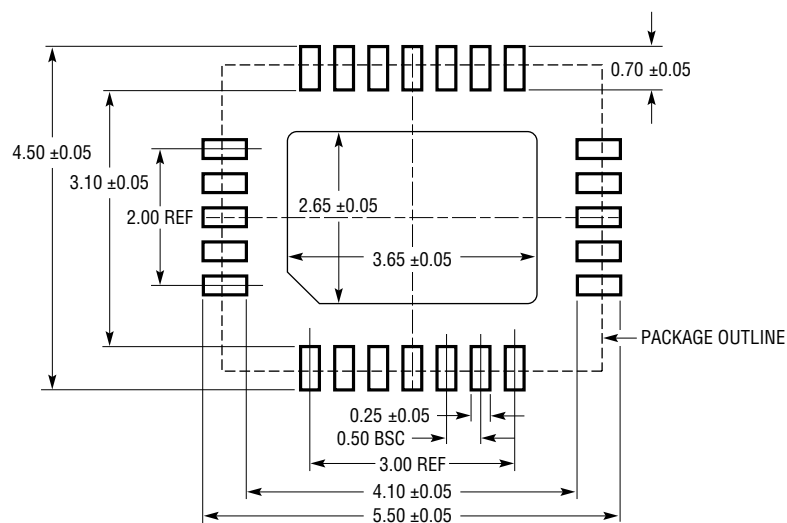 0.70 ±0.05
4.50 ±0.05
3.10 ±0.05
2.00 REF
2.65 ±0.05
3.65 ±0.05
PACKAGE OUTLINE
0.25 ±0.05
0.50 BSC
3.00 REF
4.10 ±0.05
5.50 ±0.05